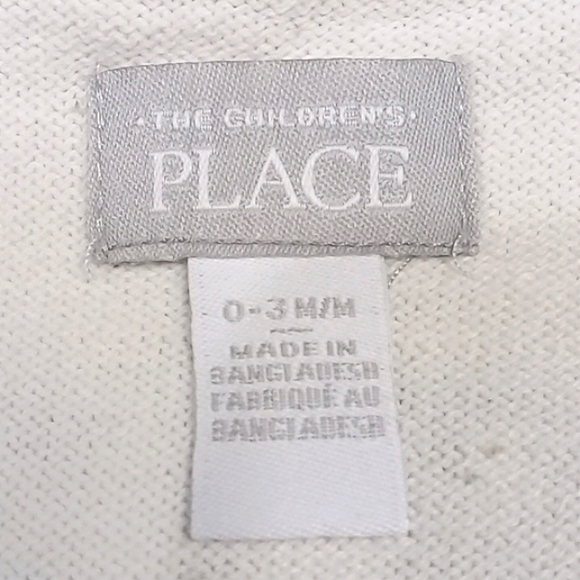 ·THE CHILDREN'S·
PLACE
0-3 M/M
MADE IN
BANGLADESH
FABRIQUÉ AU
BANGLADESH